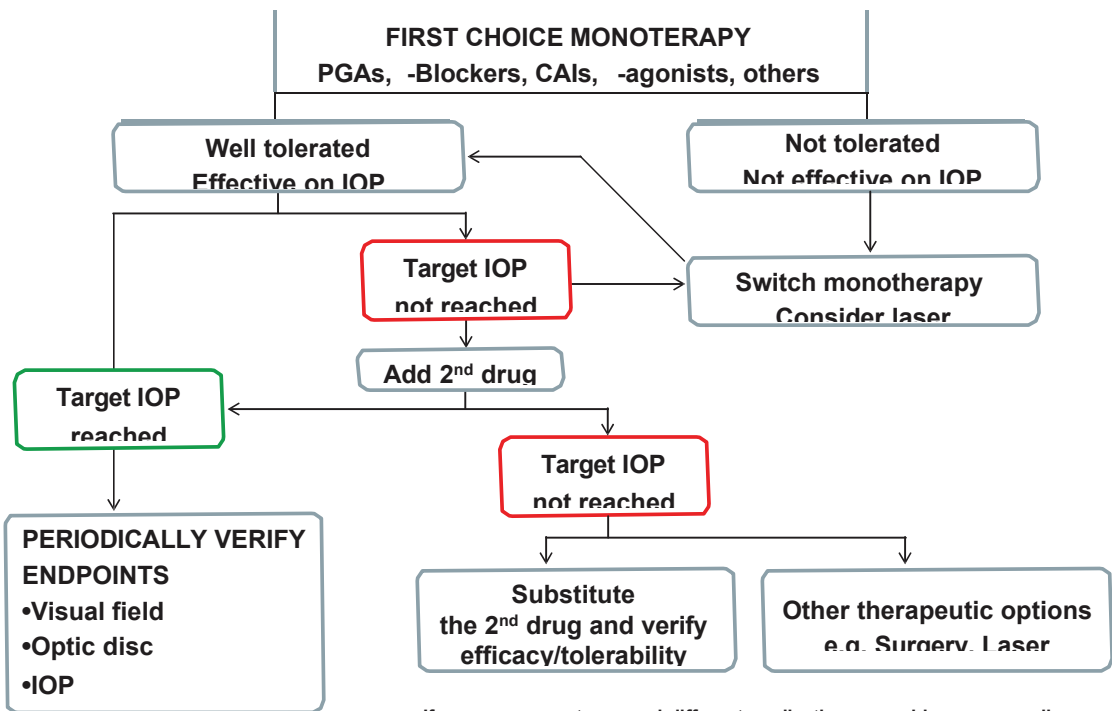 FIRST CHOICE MONOTERAPY
PGAs, -Blockers, CAIs, -agonists, others
Well tolerated
Effective on IOP
Not tolerated
Not effective on IOP
Target IOP
not reached
Switch monotherapy
Consider laser
Add 2nd drug
Target IOP
reached
Target IOP
not reached
PERIODICALLY VERIFY
ENDPOINTS
•Visual field
•Optic disc
•IOP
Substitute
the 2nd drug and verify
efficacy/tolerability
Other therapeutic options
e.g. Surgery, Laser